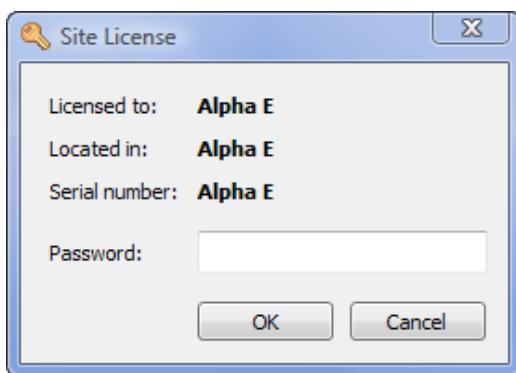 Site License
Licensed to: Alpha E
Located in: Alpha E
Serial number: Alpha E
Password:
OK Cancel